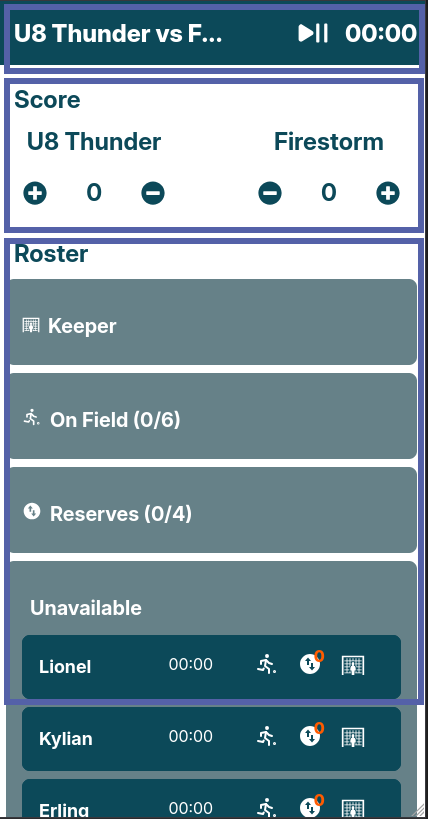 U8 Thunder vs F... 00:00
Score
U8 Thunder Firestorm
0 0
Roster
Keeper
On Field (0/6)
Reserves (0/4)
Unavailable
Lionel 00:00 0
Kylian 00:00 0
Erling 00:00 0